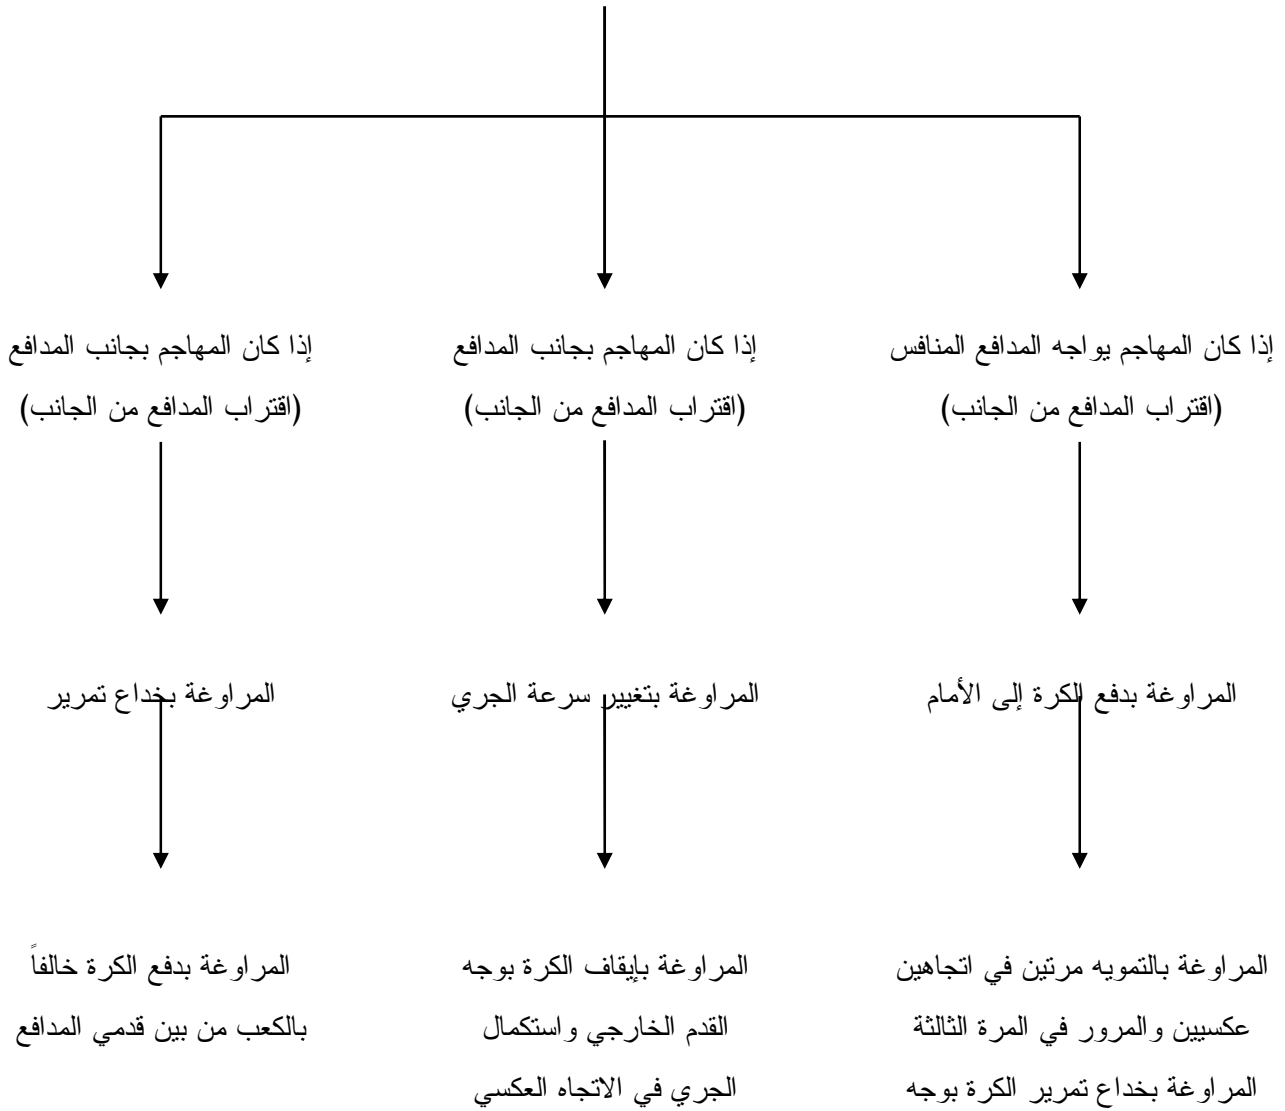 إذا كان المهاجم يواجه المدافع المنافس
(اقتراب المدافع من الجانب)
إذا كان المهاجم بجانب المدافع
(اقتراب المدافع من الجانب)
إذا كان المهاجم بجانب المدافع
(اقتراب المدافع من الجانب)
المراوغة بدفع الكرة إلى الأمام
المراوغة بتغيير سرعة الجري
المراوغة بخداع تمرير
المراوغة بالتمويه مرتين في اتجاهين
عكسيين والمرور في المرة الثالثة
المراوغة بخداع تمرير الكرة بوجه
المراوغة بإيقاف الكرة بوجه
القدم الخارجي واستكمال
الجري في الاتجاه العكسي
المراوغة بدفع الكرة خالفاً
بالكعب من بين قدمي المدافع